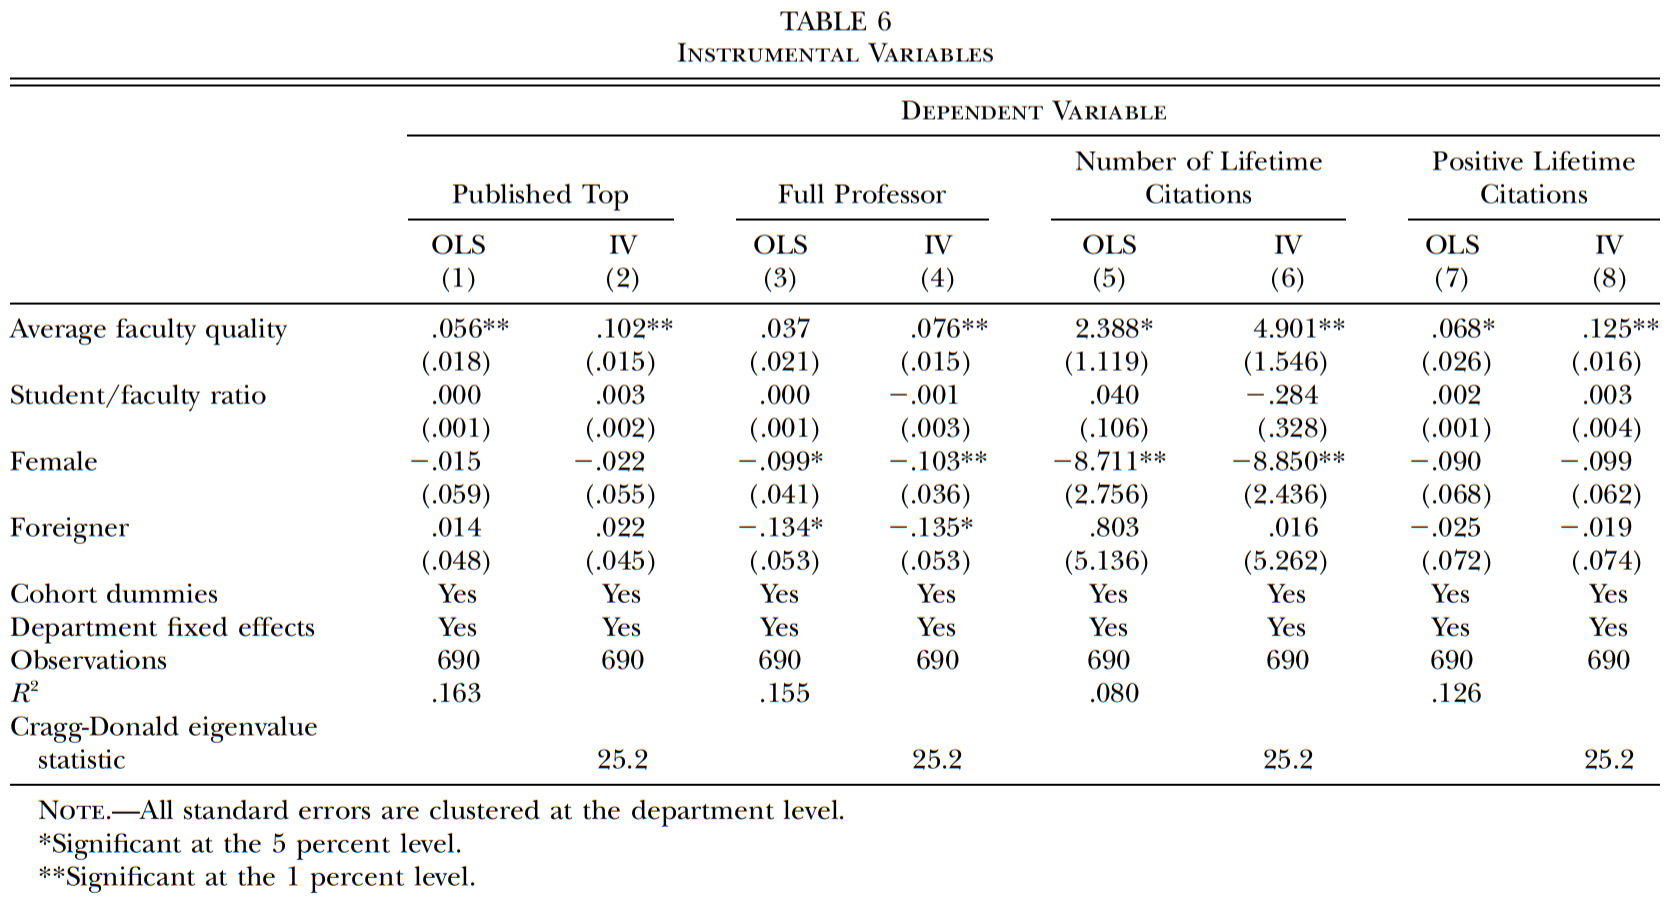 TABLE 6
Instrumental Variables
Dependent Variable
Published Top Full Professor Number of Lifetime Citations Positive Lifetime Citations
OLS IV OLS IV OLS IV OLS IV
(1) (2) (3) (4) (5) (6) (7) (8)
Average faculty quality .056** .102** .037 .076** 2.388* 4.901** .068* .125**
(.018) (.015) (.021) (.015) (1.119) (1.546) (.026) (.016)
Student/faculty ratio .000 .003 .000 −.001 .040 −.284 .002 .003
(.001) (.002) (.001) (.003) (.106) (.328) (.001) (.004)
Female −.015 −.022 −.099* −.103** −8.711** −8.850** −.090 −.099
(.059) (.055) (.041) (.036) (2.756) (2.436) (.068) (.062)
Foreigner .014 .022 −.134* −.135* .803 .016 −.025 −.019
(.048) (.045) (.053) (.053) (5.136) (5.262) (.072) (.074)
Cohort dummies Yes Yes Yes Yes Yes Yes Yes Yes
Department fixed effects Yes Yes Yes Yes Yes Yes Yes Yes
Observations 690 690 690 690 690 690 690 690
R² .163 .155 .080 .126
Cragg-Donald eigenvalue
statistic 25.2 25.2 25.2 25.2
Note.—All standard errors are clustered at the department level.
*Significant at the 5 percent level.
**Significant at the 1 percent level.